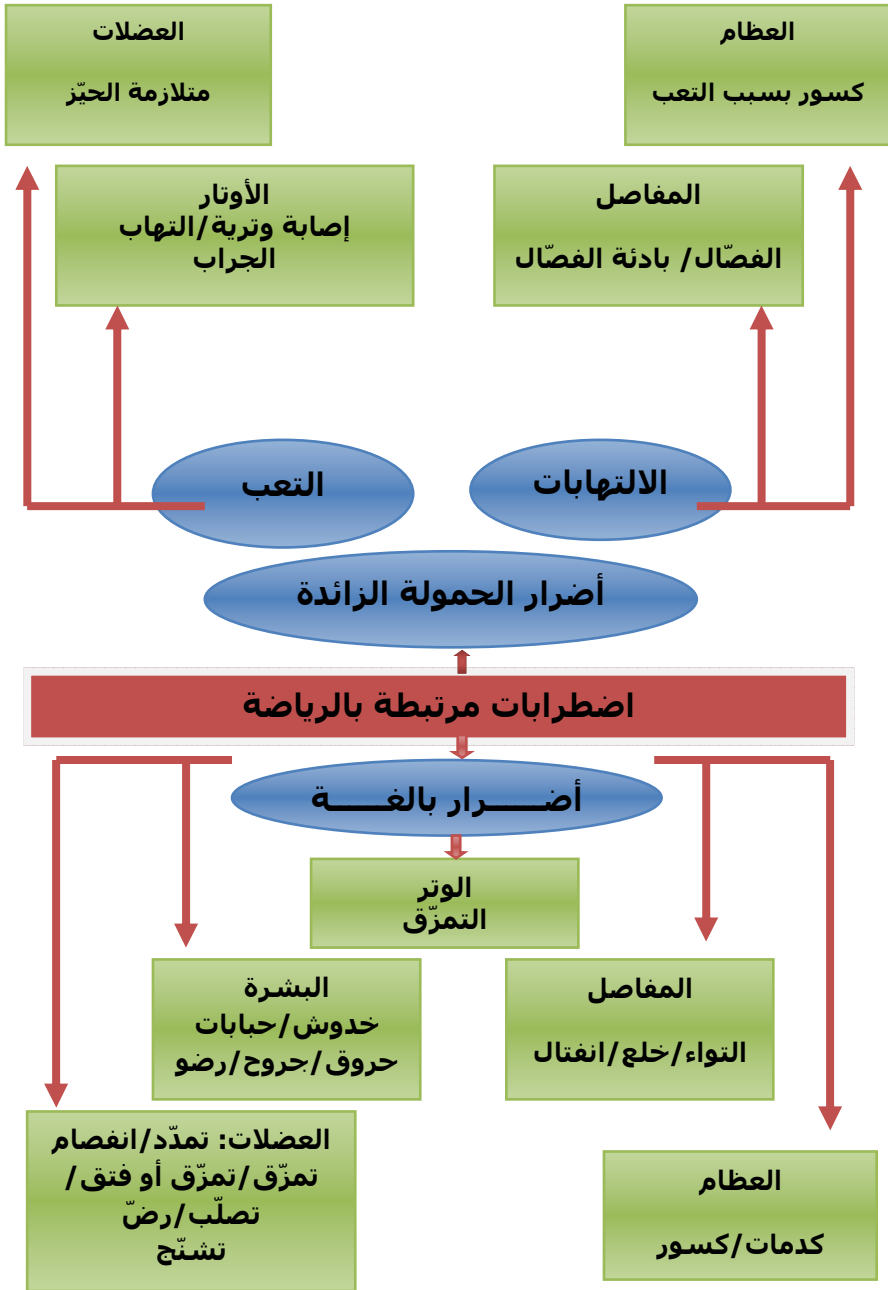 العظام
كسور بسبب التعب
العضلات
متلازمة الحيّز
المفاصل
الفصّال/ بادئة الفصّال
الأوتار
إصابة وترية/التهاب
الجراب
الالتهابات
التعب
أضرار الحمولة الزائدة
اضطرابات مرتبطة بالرياضة
أضـــــرار بالغـــــة
الوتر
التمزّق
المفاصل
التواء/خلع/انفتال
البشرة
خدوش/حبابات
حروق/جروح/رضو
العظام
كدمات/كسور
العضلات: تمدّد/انفصام
تمزّق/تمزّق أو فتق/
تصلّب/رضّ
تشنّج